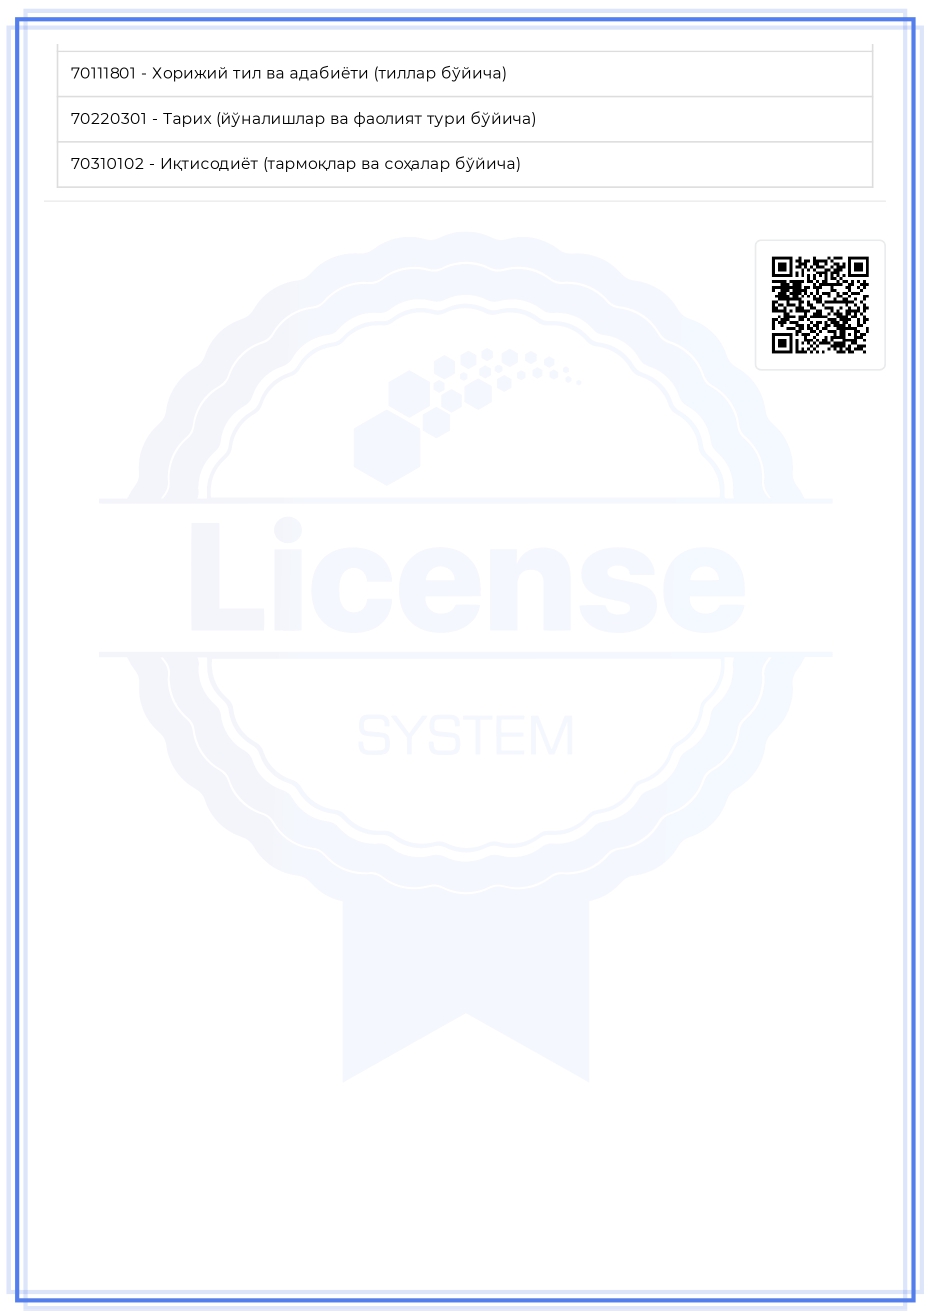 70111801 - Хорижий тил ва адабиёти (тиллар бўйича)
70220301 - Тарих (йўналишлар ва фаолият тури бўйича)
70310102 - Иқтисодиёт (тармоқлар ва соҳалар бўйича)
License
SYSTEM